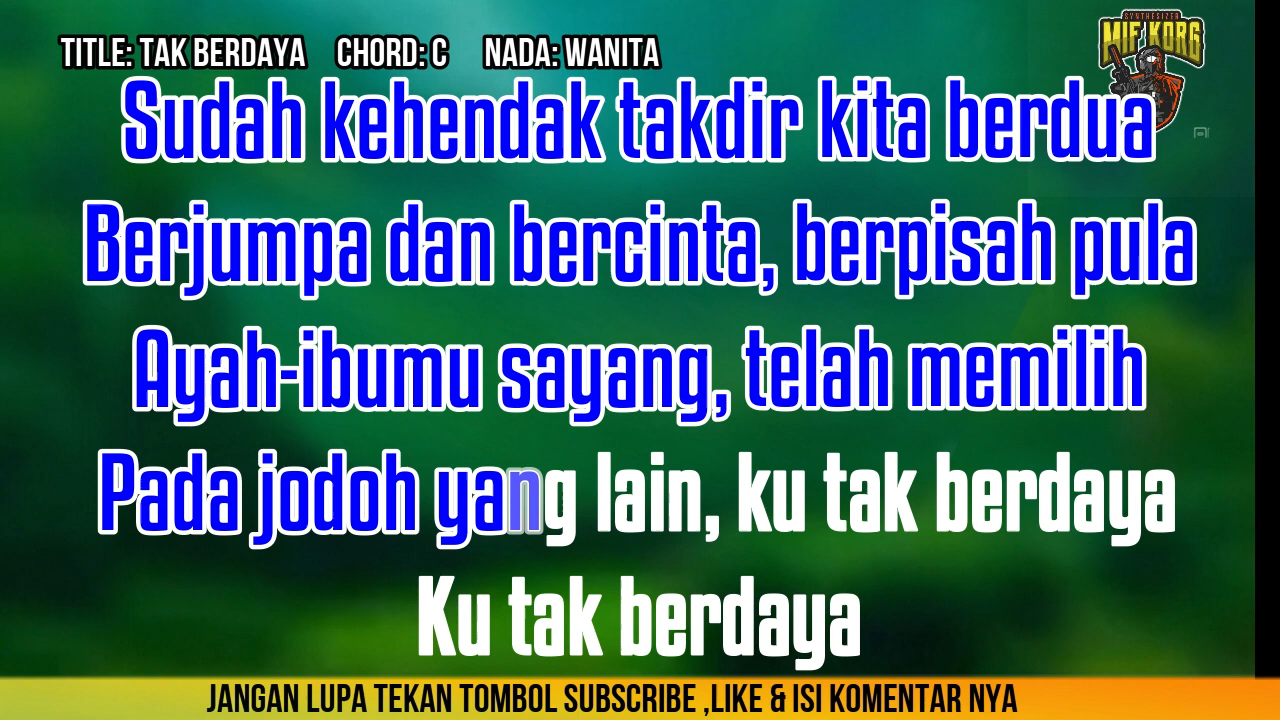 TITLE: TAK BERDAYA CHORD: C NADA: WANITA
SYNTHESIZER
MIF KORG
Sudah kehendak takdir kita berdua
Berjumpa dan bercinta, berpisah pula
Ayah-ibumu sayang, telah memilih
Pada jodoh yang lain, ku tak berdaya
Ku tak berdaya
JANGAN LUPA TEKAN TOMBOL SUBSCRIBE ,LIKE & ISI KOMENTAR NYA